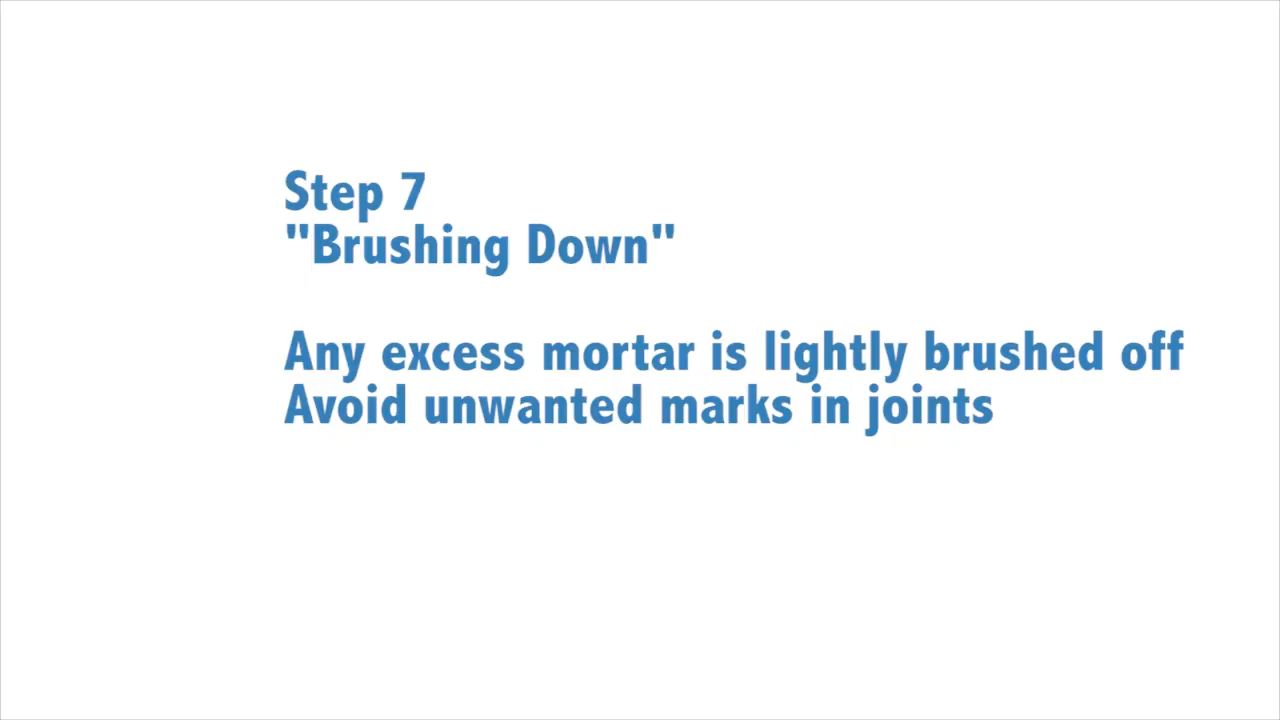 Step 7
"Brushing Down"
Any excess mortar is lightly brushed off
Avoid unwanted marks in joints